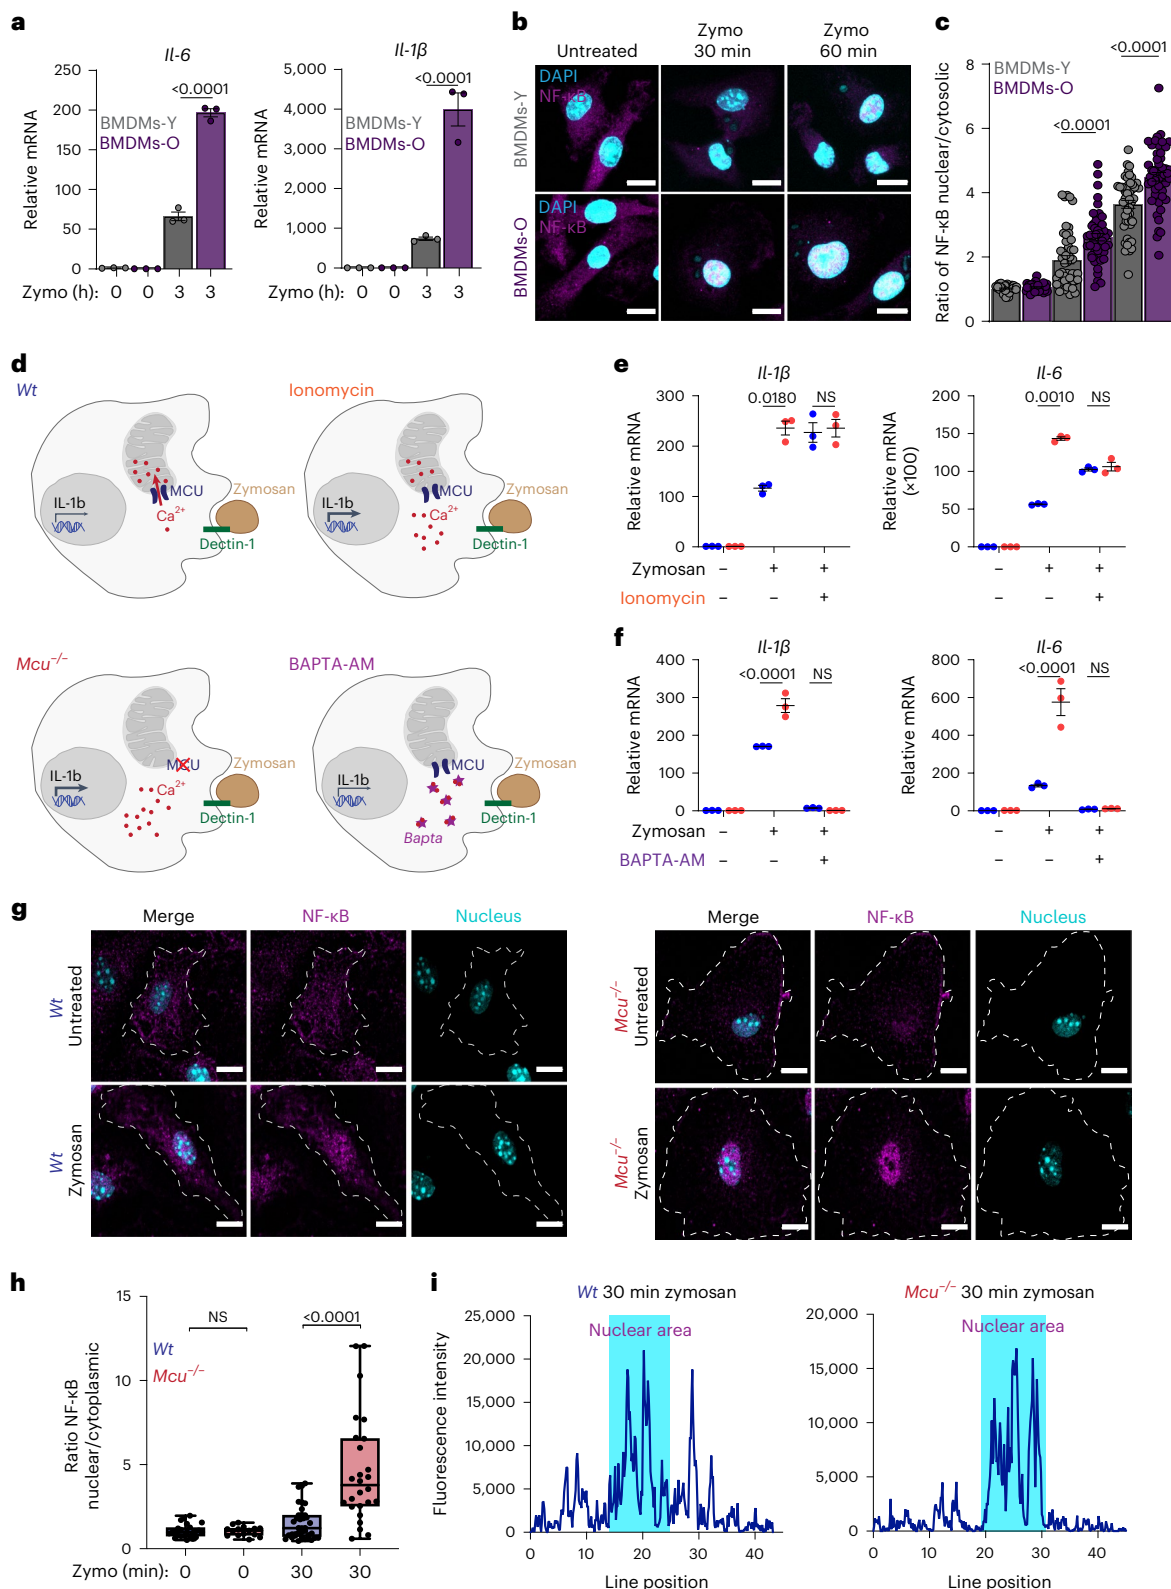 a
Il-6
Relative mRNA
250
200
150
100
50
0
<0.0001
BMDMs-Y
BMDMs-O
Zymo (h): 0 0 3 3
Il-1β
Relative mRNA
5,000
4,000
3,000
2,000
1,000
0
<0.0001
BMDMs-Y
BMDMs-O
Zymo (h): 0 0 3 3
b
Untreated
Zymo
30 min
Zymo
60 min
BMDMs-Y
DAPI
NF-κB
BMDMs-O
DAPI
NF-κB
c
<0.0001
BMDMs-Y
BMDMs-O
<0.0001
Ratio of NF-κB nuclear/cytosolic
8
6
4
2
0
d
Wt
IL-1b
MCU
Ca2+
Zymosan
Dectin-1
Ionomycin
IL-1b
MCU
Ca2+
Zymosan
Dectin-1
Mcu−/−
IL-1b
MCU
Ca2+
Zymosan
Dectin-1
BAPTA-AM
IL-1b
MCU
Bapta
Zymosan
Dectin-1
e
Il-1β
Relative mRNA
300
200
100
0
0.0180
NS
Zymosan − + +
Ionomycin − − +
Il-6
Relative mRNA
(×100)
200
150
100
50
0
0.0010
NS
− + +
− − +
f
Il-1β
Relative mRNA
400
300
200
100
0
<0.0001
NS
Zymosan − + +
BAPTA-AM − − +
Il-6
Relative mRNA
800
600
400
200
0
<0.0001
NS
− + +
− − +
g
Merge
NF-κB
Nucleus
Wt
Untreated
Wt
Zymosan
Merge
NF-κB
Nucleus
Mcu−/−
Untreated
Mcu−/−
Zymosan
h
Ratio NF-κB
nuclear/cytoplasmic
15
10
5
0
NS
<0.0001
Wt
Mcu−/−
Zymo (min): 0 0 30 30
i
Wt 30 min zymosan
Nuclear area
Fluorescence intensity
25,000
20,000
15,000
10,000
5,000
0
0 10 20 30 40
Line position
Mcu−/− 30 min zymosan
Nuclear area
20,000
15,000
10,000
5,000
0
0 10 20 30 40
Line position